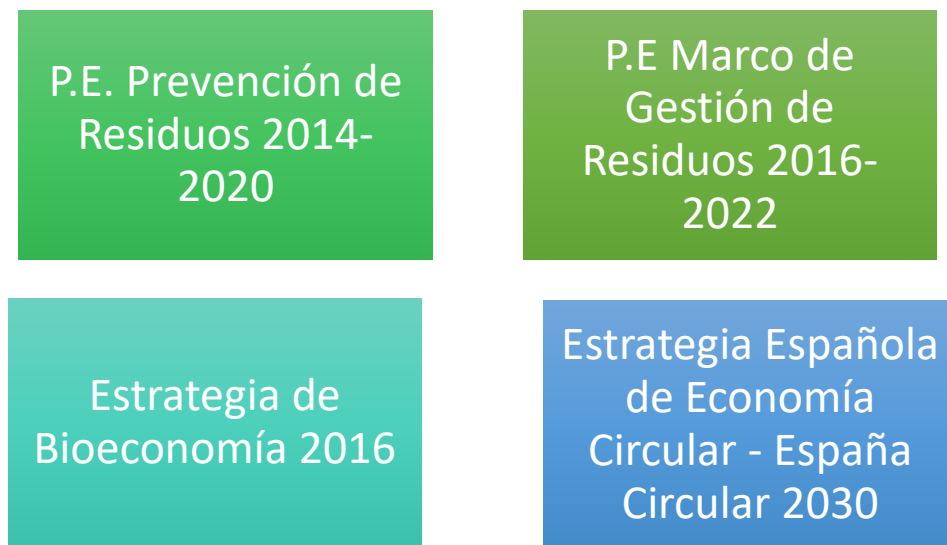 P.E. Prevención de
Residuos 2014-
2020
P.E Marco de
Gestión de
Residuos 2016-
2022
Estrategia de
Bioeconomía 2016
Estrategia Española
de Economía
Circular - España
Circular 2030